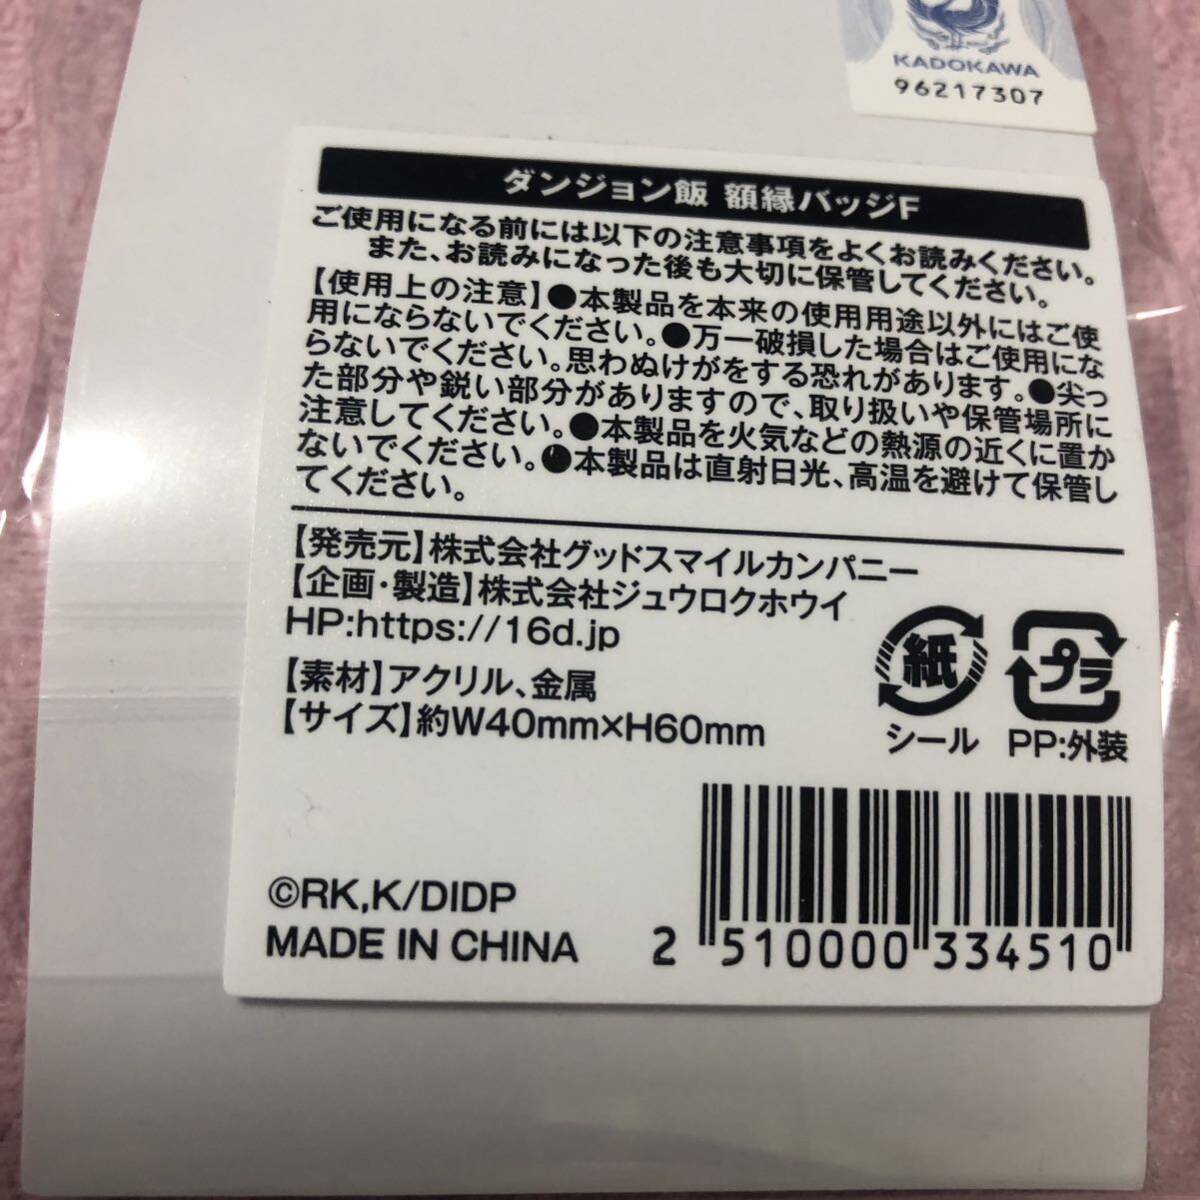 KADOKAWA
96217307
ダンジョン飯 額縁バッジF
ご使用になる前には以下の注意事項をよくお読みください。
また、お読みになった後も大切に保管してください。
【使用上の注意】●本製品を本来の使用用途以外にはご使
用にならないでください。●万一破損した場合はご使用にな
らないでください。思わぬけがをする恐れがあります。●尖っ
た部分や鋭い部分がありますので、取り扱いや保管場所に
注意してください。●本製品を火気などの熱源の近くに置か
ないでください。●本製品は直射日光、高温を避けて保管し
てください。
【発売元】株式会社グッドスマイルカンパニー
【企画・製造】株式会社ジュウロクホウイ
HP:https://16d.jp
【素材】アクリル、金属
【サイズ】約W40mm×H60mm
紙
シール
プラ
PP:外装
©RK,K/DIDP
MADE IN CHINA
2 510000 334510